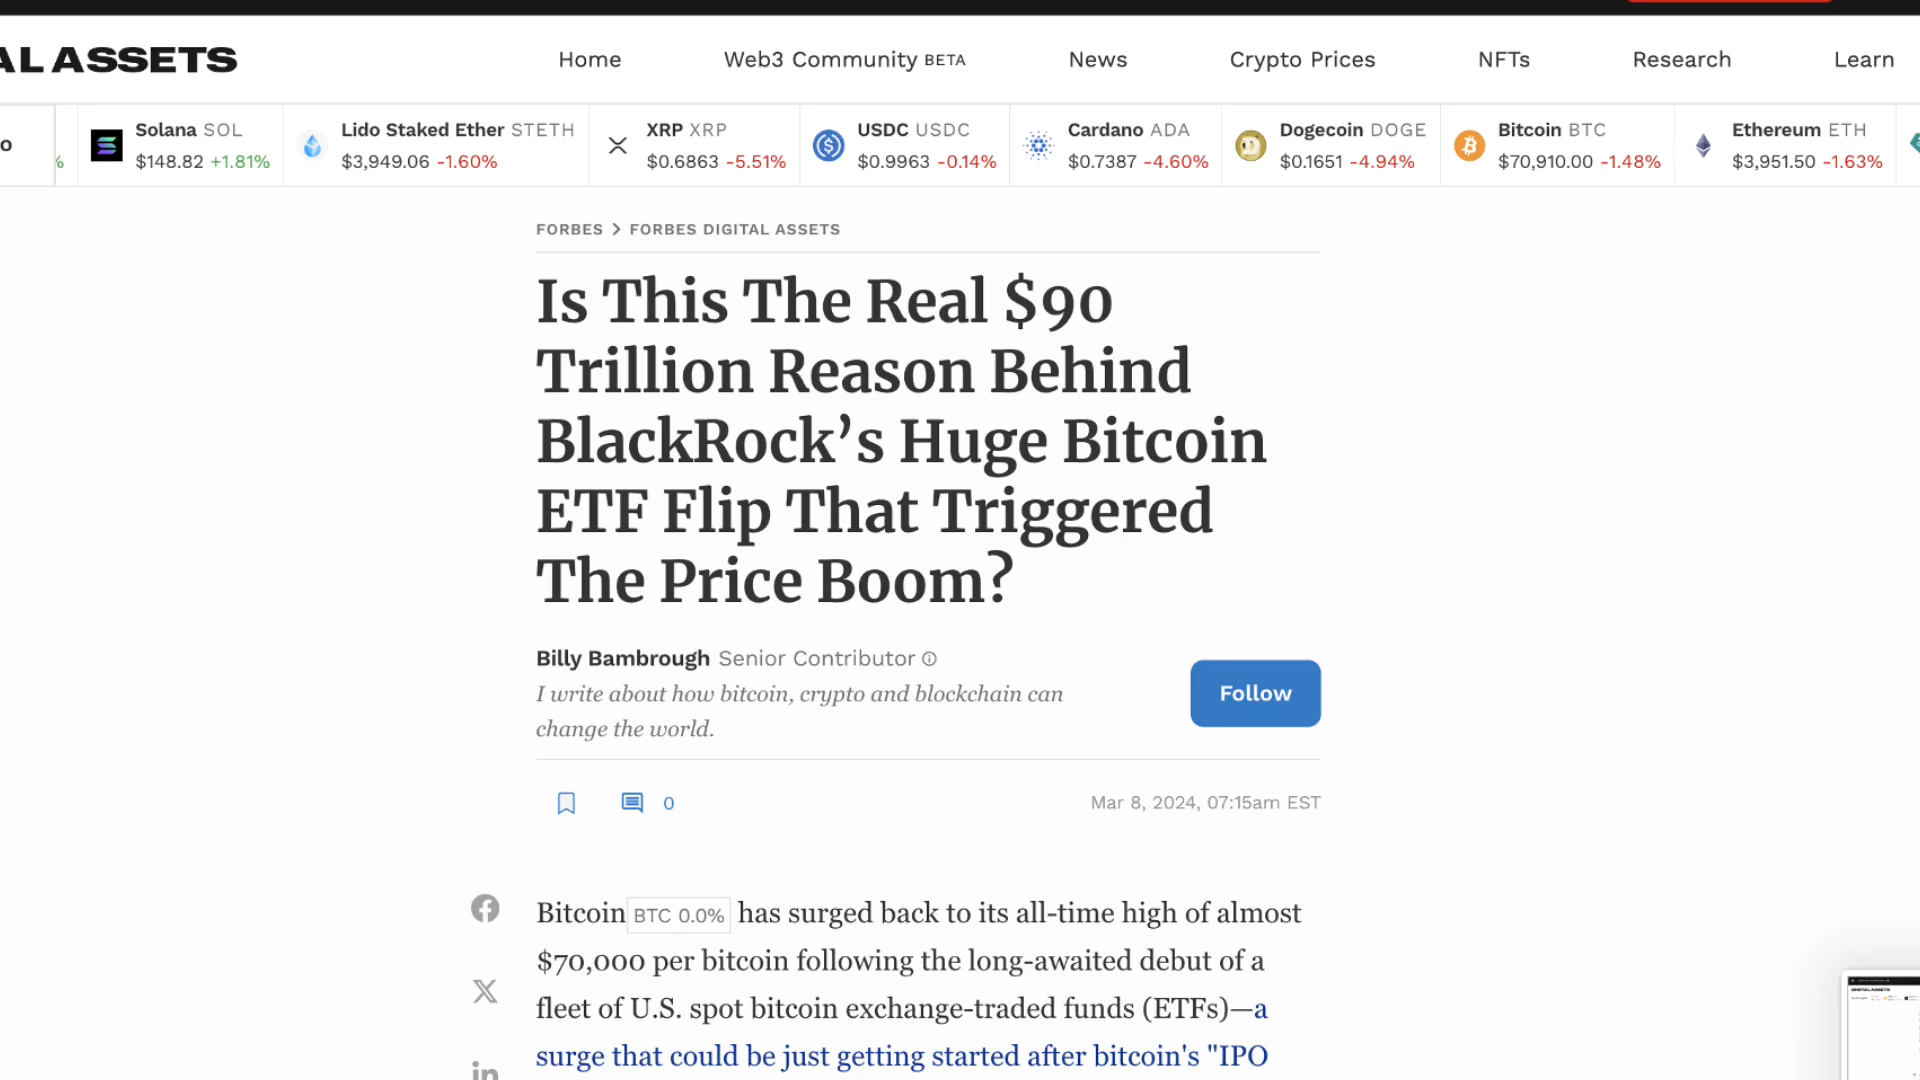 AL ASSETS
Home Web3 Community BETA News Crypto Prices NFTs Research Learn
o % Solana SOL Lido Staked Ether STETH XRP XRP USDC USDC Cardano ADA Dogecoin DOGE Bitcoin BTC Ethereum ETH
$148.82 +1.81% $3,949.06 -1.60% $0.6863 -5.51% $0.9963 -0.14% $0.7387 -4.60% $0.1651 -4.94% $70,910.00 -1.48% $3,951.50 -1.63%
FORBES > FORBES DIGITAL ASSETS
Is This The Real $90
Trillion Reason Behind
BlackRock’s Huge Bitcoin
ETF Flip That Triggered
The Price Boom?
Billy Bambrough Senior Contributor
I write about how bitcoin, crypto and blockchain can
change the world.
Follow
0
Mar 8, 2024, 07:15am EST
Bitcoin BTC 0.0% has surged back to its all-time high of almost
$70,000 per bitcoin following the long-awaited debut of a
fleet of U.S. spot bitcoin exchange-traded funds (ETFs)—a
surge that could be just getting started after bitcoin's "IPO